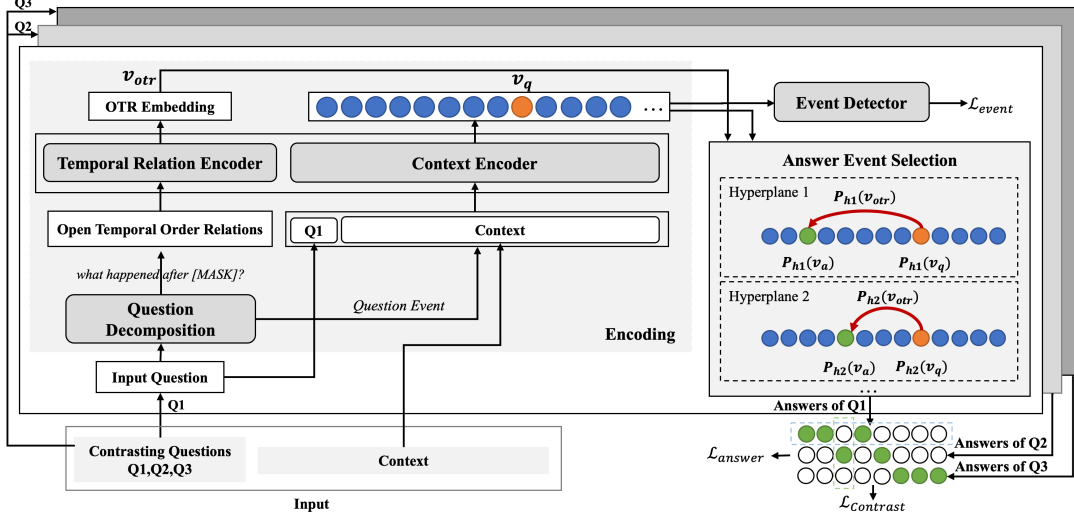 Q3
Q2
v_otr
v_q
OTR Embedding
...
Event Detector
ℒ_event
Temporal Relation Encoder
Context Encoder
Answer Event Selection
Hyperplane 1
P_h1(v_otr)
P_h1(v_a)
P_h1(v_q)
Open Temporal Order Relations
Q1
Context
what happened after [MASK]?
Question
Decomposition
Question Event
Encoding
Hyperplane 2
P_h2(v_otr)
P_h2(v_a)
P_h2(v_q)
...
Input Question
Q1
Answers of Q1
Contrasting Questions
Q1,Q2,Q3
Context
Input
Answers of Q2
ℒ_answer
Answers of Q3
ℒ_Contrast